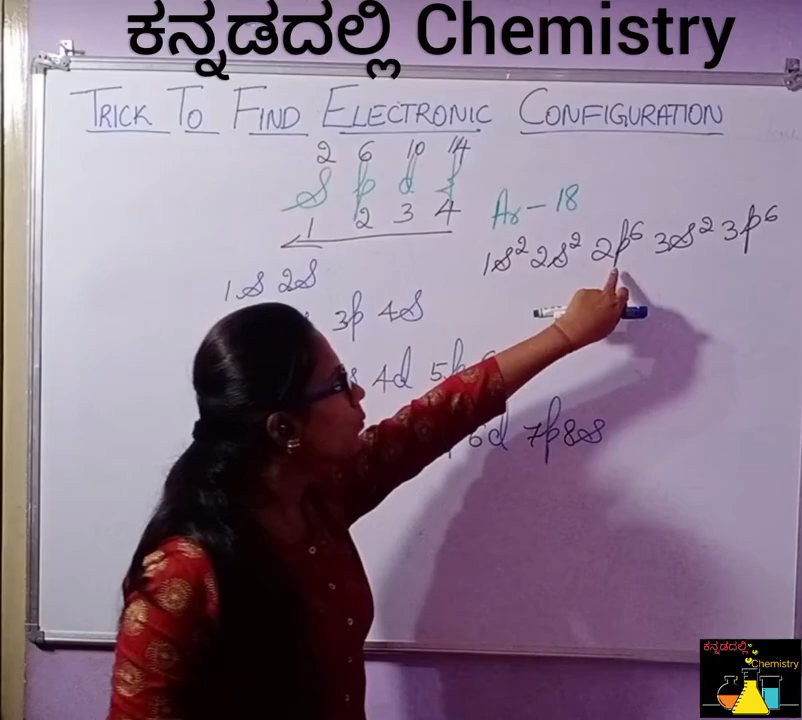 ಕನ್ನಡದಲ್ಲಿ Chemistry
TRICK TO FIND ELECTRONIC CONFIGURATION
2 6 10 14
s p d f
1 2 3 4
Ar – 18
1s² 2s² 2p⁶ 3s² 3p⁶
1s 2s
3p 4s
4d 5p
6d 7p 8s
ಕನ್ನಡದಲ್ಲಿ
Chemistry